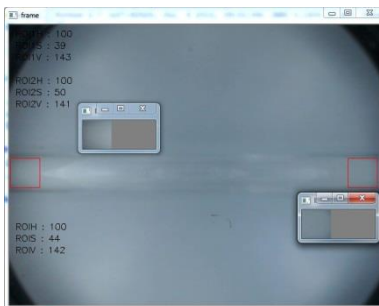 frame
ROI1H : 100
ROI1S : 39
ROI1V : 143
ROI2H : 100
ROI2S : 50
ROI2V : 141
ROIH : 100
ROIS : 44
ROIV : 142